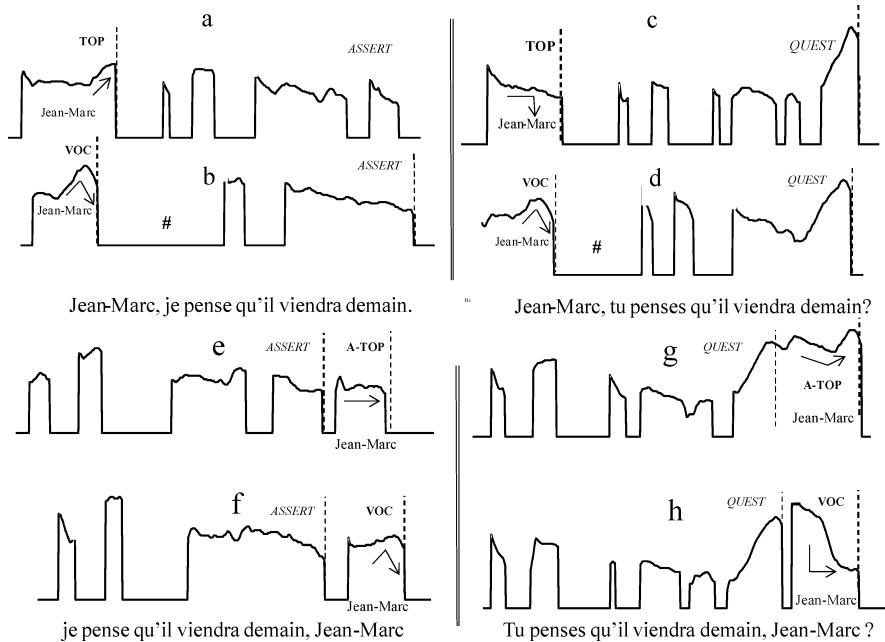 a
TOP
ASSERT
Jean-Marc
VOC
b
ASSERT
Jean-Marc
#
Jean-Marc, je pense qu'il viendra demain.
c
TOP
QUEST
Jean-Marc
VOC
d
QUEST
Jean-Marc
#
Jean-Marc, tu penses qu'il viendra demain?
e
ASSERT
A-TOP
Jean-Marc
f
ASSERT
VOC
Jean-Marc
je pense qu'il viendra demain, Jean-Marc
g
QUEST
A-TOP
Jean-Marc
h
QUEST
VOC
Jean-Marc
Tu penses qu'il viendra demain, Jean-Marc ?